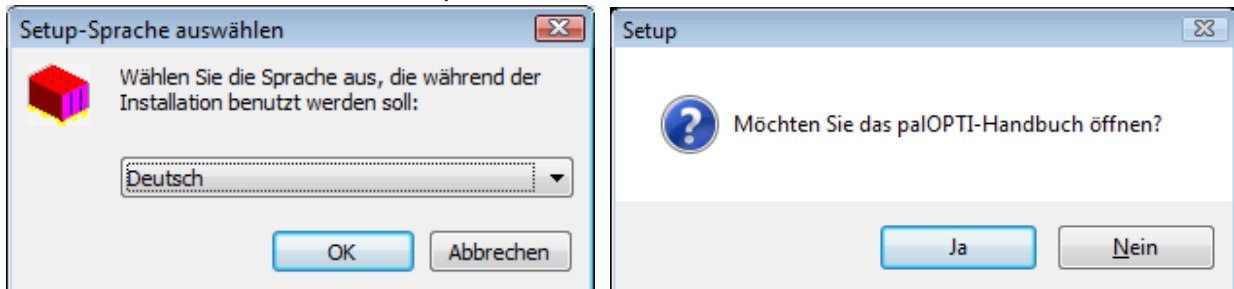 Setup-Sprache auswählen
Wählen Sie die Sprache aus, die während der
Installation benutzt werden soll:
Deutsch
OK
Abbrechen
Setup
Möchten Sie das palOPTI-Handbuch öffnen?
Ja
Nein